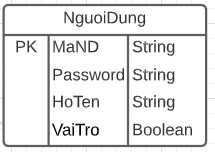 NguoiDung
PK MaND String
Password String
HoTen String
VaiTro Boolean